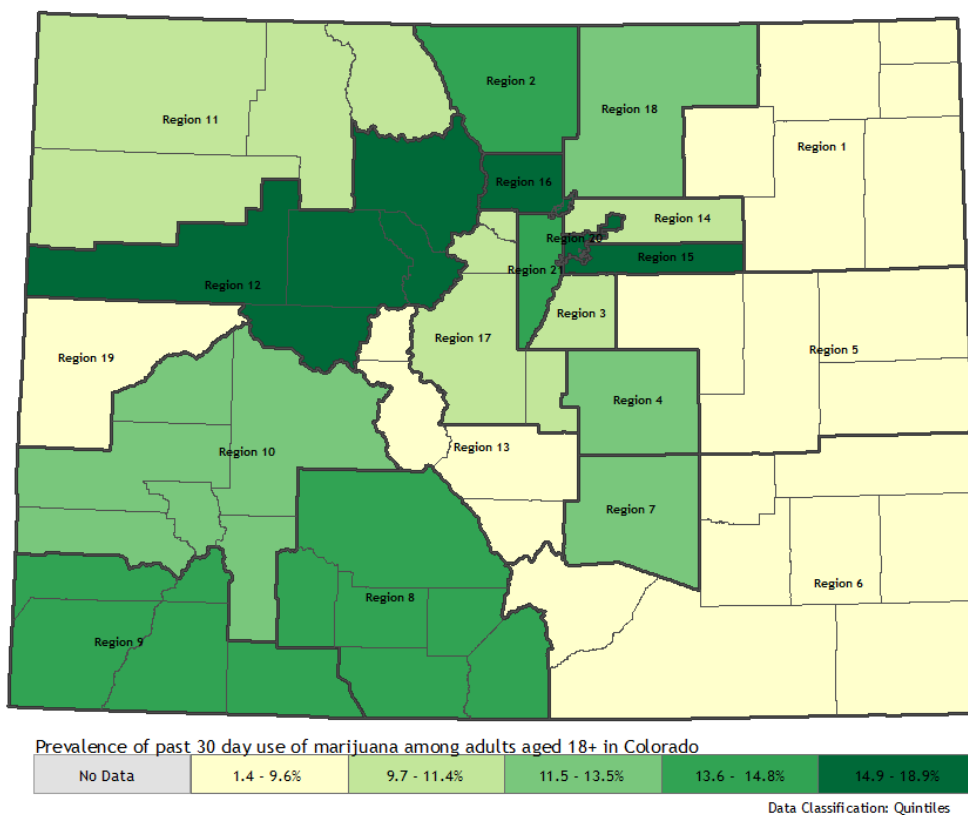 Region 2
Region 18
Region 11
Region 1
Region 16
Region 14
Region 20
Region 15
Region 21
Region 12
Region 3
Region 17
Region 19
Region 5
Region 4
Region 13
Region 10
Region 7
Region 6
Region 8
Region 9
Prevalence of past 30 day use of marijuana among adults aged 18+ in Colorado
No Data
1.4 - 9.6%
9.7 - 11.4%
11.5 - 13.5%
13.6 - 14.8%
14.9 - 18.9%
Data Classification: Quintiles